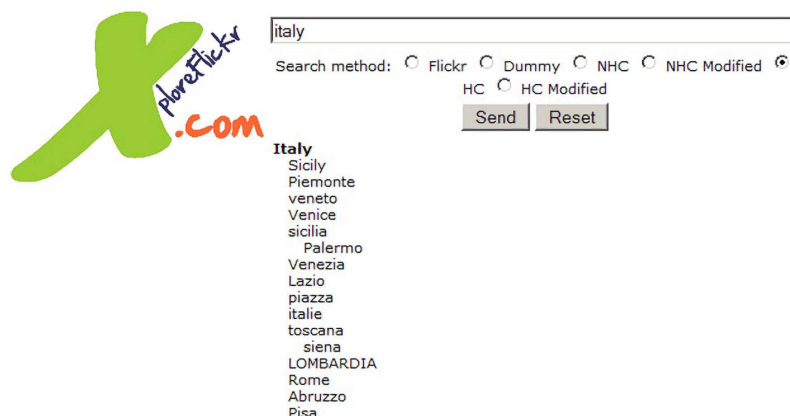 XploreFlickr
.com
italy
Search method: Flickr Dummy NHC NHC Modified
HC HC Modified
Send Reset
Italy
Sicily
Piemonte
veneto
Venice
sicilia
Palermo
Venezia
Lazio
piazza
italie
toscana
siena
LOMBARDIA
Rome
Abruzzo
Pisa